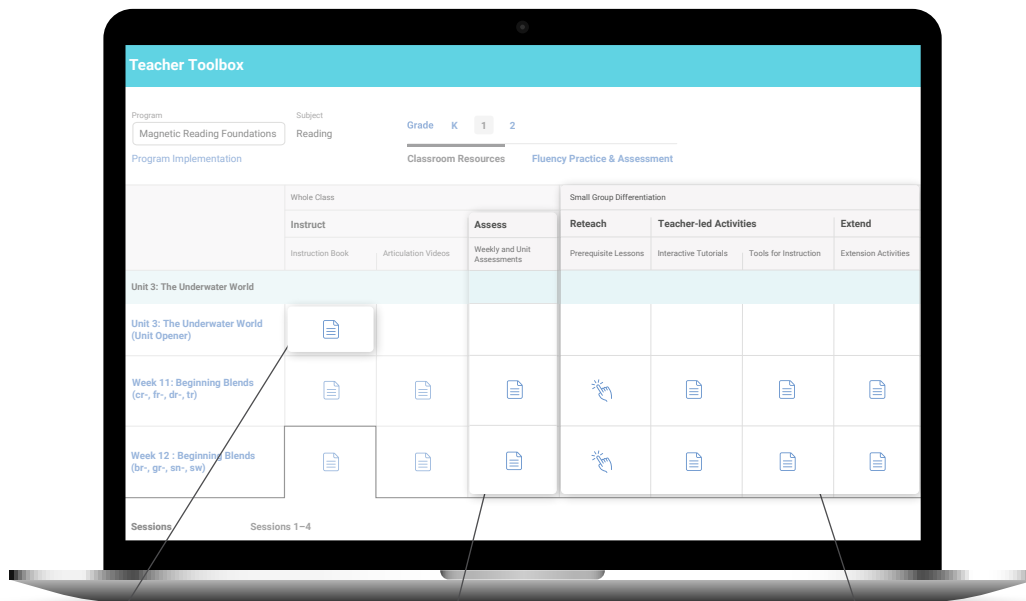 Teacher Toolbox
Program
Subject
Magnetic Reading Foundations
Reading
Grade K 1 2
Program Implementation
Classroom Resources
Fluency Practice & Assessment
Whole Class
Small Group Differentiation
Instruct
Assess
Reteach
Teacher-led Activities
Extend
Instruction Book
Articulation Videos
Weekly and Unit
Assessments
Prerequisite Lessons
Interactive Tutorials
Tools for Instruction
Extension Activities
Unit 3: The Underwater World
Unit 3: The Underwater World
(Unit Opener)
Week 11: Beginning Blends
(cr-, fr-, dr-, tr)
Week 12 : Beginning Blends
(br-, gr-, sn-, sw)
Sessions
Sessions 1–4